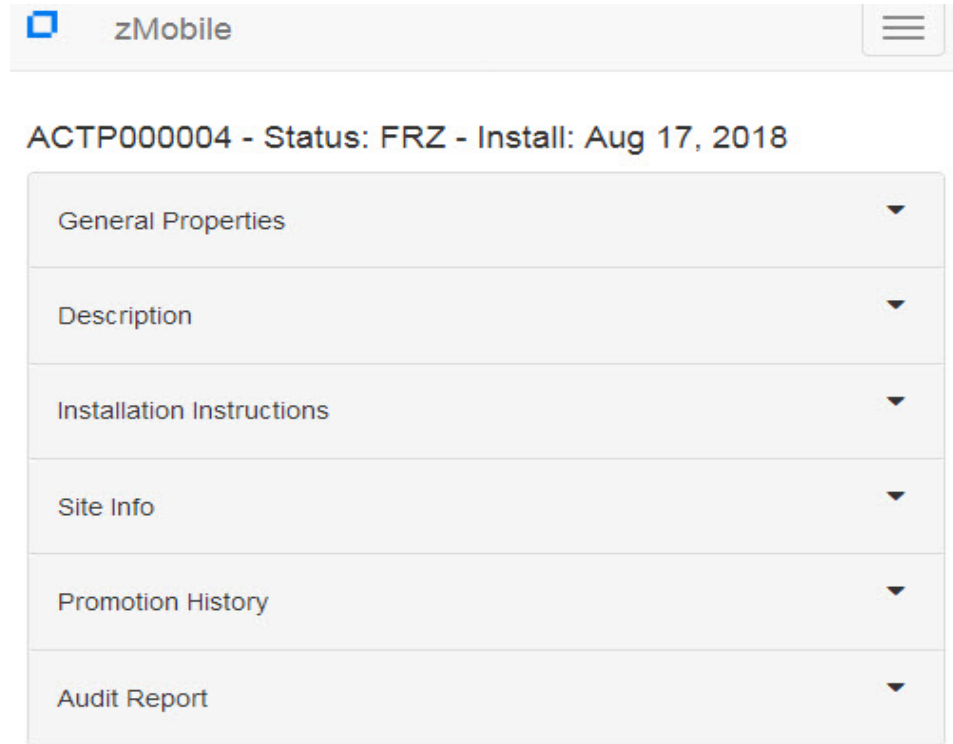 zMobile
ACTP000004 - Status: FRZ - Install: Aug 17, 2018
General Properties
Description
Installation Instructions
Site Info
Promotion History
Audit Report